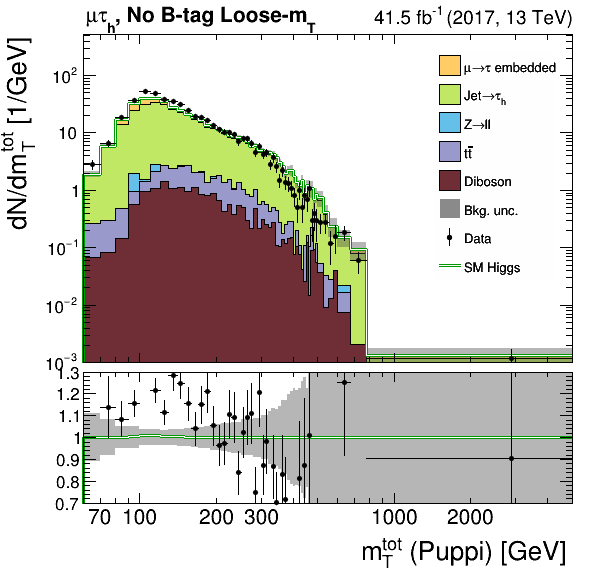 μτh, No B-tag Loose-mT
41.5 fb⁻¹ (2017, 13 TeV)
dN/dmTtot [1/GeV]
10²
10
1
10⁻¹
10⁻²
10⁻³
μ→τ embedded
Jet→τh
Z→ll
tt̄
Diboson
Bkg. unc.
Data
SM Higgs
1.3
1.2
1.1
1
0.9
0.8
0.7
70 100 200 300 1000 2000
mTtot (Puppi) [GeV]